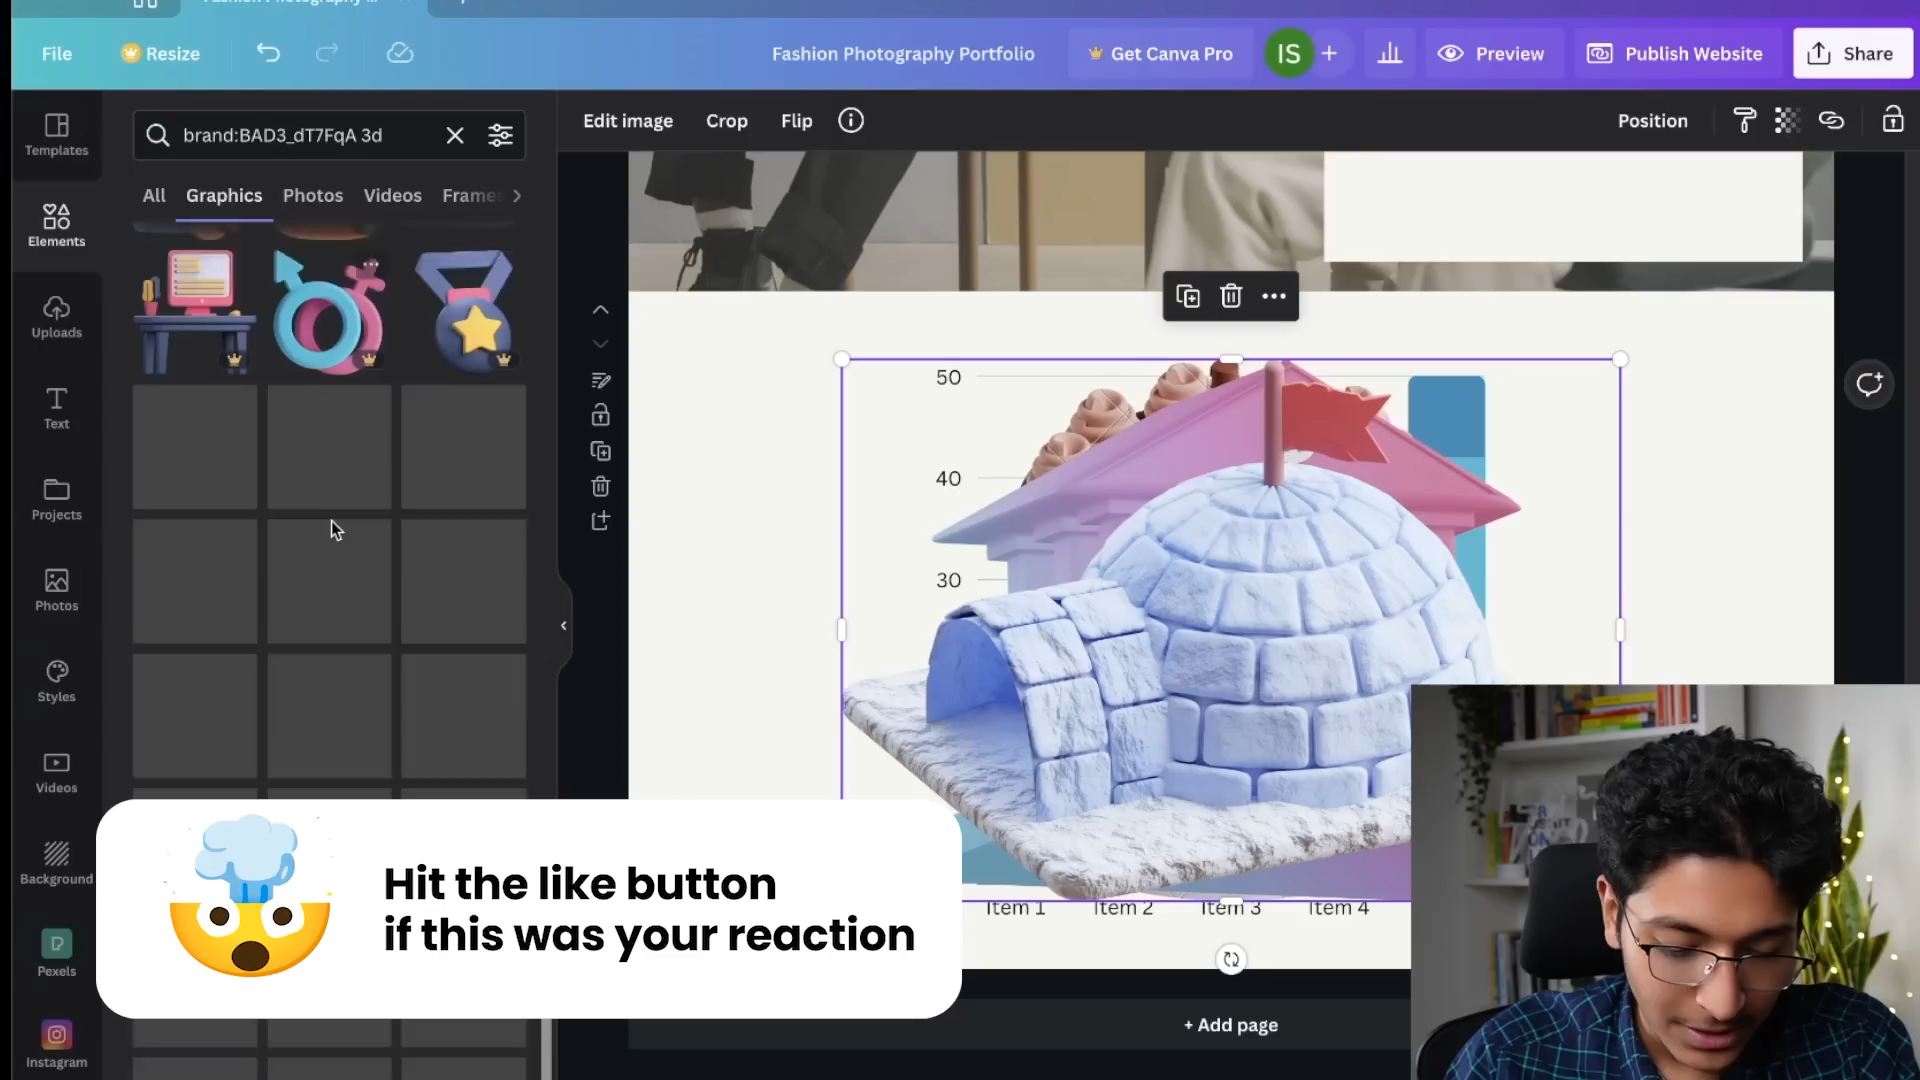 File
Resize
Fashion Photography Portfolio
Get Canva Pro
IS
Preview
Publish Website
Share
Templates
Elements
Uploads
Text
Projects
Photos
Styles
Videos
Background
Pexels
Instagram
brand:BAD3_dT7FqA 3d
All
Graphics
Photos
Videos
Frames
Edit image
Crop
Flip
Position
50
40
30
Item 1
Item 2
Item 3
Item 4
+ Add page
Hit the like button
if this was your reaction